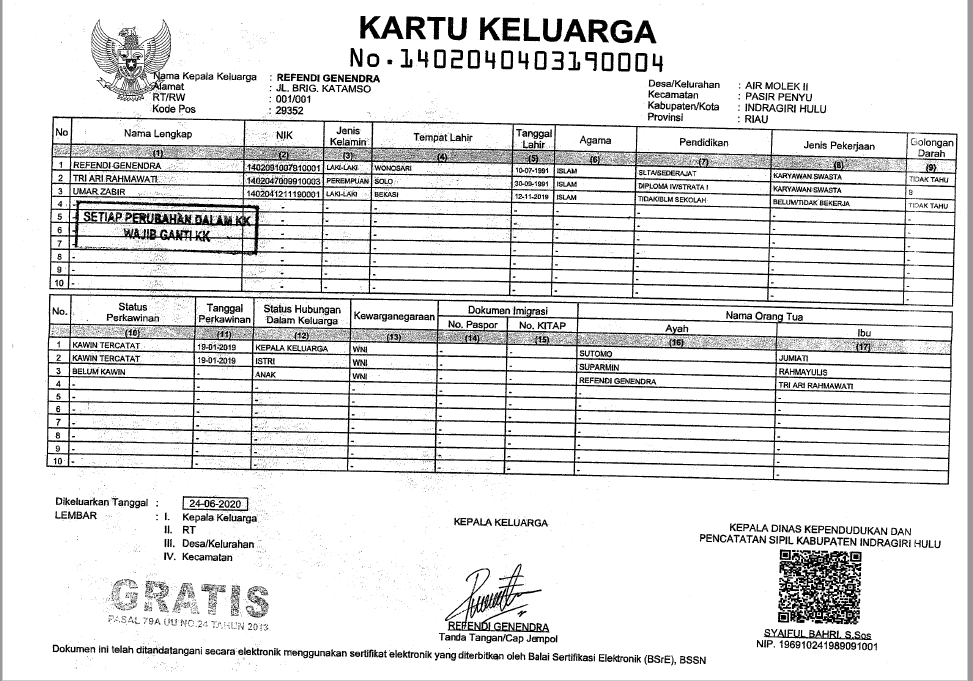 KARTU KELUARGA
No. 1402040403190004
Nama Kepala Keluarga : REFENDI GENENDRA
Alamat : JL. BRIG. KATAMSO
RT/RW : 001/001
Kode Pos : 29352
Desa/Kelurahan : AIR MOLEK II
Kecamatan : PASIR PENYU
Kabupaten/Kota : INDRAGIRI HULU
Provinsi : RIAU
No Nama Lengkap NIK Jenis Kelamin Tempat Lahir Tanggal Lahir Agama Pendidikan Jenis Pekerjaan Golongan Darah
(1) (2) (3) (4) (5) (6) (7) (8) (9)
1 REFENDI GENENDRA 1402091007910001 LAKI-LAKI WONOSARI 10-07-1991 ISLAM SLTA/SEDERAJAT KARYAWAN SWASTA TIDAK TAHU
2 TRI ARI RAHMAWATI 1402047009910003 PEREMPUAN SOLO 30-09-1991 ISLAM DIPLOMA IV/STRATA I KARYAWAN SWASTA B
3 UMAR ZABIR 1402041211190001 LAKI-LAKI BEKASI 12-11-2019 ISLAM TIDAK/BLM SEKOLAH BELUM/TIDAK BEKERJA TIDAK TAHU
4 - - - - - - - - -
5 - - - - - - - -
6 - - - - - - - -
7 - - - - - - - -
8 - - - - - - - - -
9 - - - - - - - - -
10 - - - - - - - - -
SETIAP PERUBAHAN DALAM KK
WAJIB GANTI KK
No. Status Perkawinan Tanggal Perkawinan Status Hubungan Dalam Keluarga Kewarganegaraan Dokumen Imigrasi Nama Orang Tua
No. Paspor No. KITAP Ayah Ibu
(10) (11) (12) (13) (14) (15) (16) (17)
1 KAWIN TERCATAT 19-01-2019 KEPALA KELUARGA WNI - - SUTOMO JUMIATI
2 KAWIN TERCATAT 19-01-2019 ISTRI WNI - - SUPARMIN RAHMAYULIS
3 BELUM KAWIN - ANAK WNI - - REFENDI GENENDRA TRI ARI RAHMAWATI
4 - - - - - - - -
5 - - - - - - - -
6 - - - - - - - -
7 - - - - - - - -
8 - - - - - - - -
9 - - - - - - - -
10 - - - - - - - -
Dikeluarkan Tanggal : 24-06-2020
LEMBAR : I. Kepala Keluarga
II. RT
III. Desa/Kelurahan
IV. Kecamatan
GRATIS
PASAL 79A UU NO.24 TAHUN 2013
KEPALA KELUARGA
REFENDI GENENDRA
Tanda Tangan/Cap Jempol
KEPALA DINAS KEPENDUDUKAN DAN
PENCATATAN SIPIL KABUPATEN INDRAGIRI HULU
SYAIFUL BAHRI, S.Sos
NIP. 196910241989091001
Dokumen ini telah ditandatangani secara elektronik menggunakan sertifikat elektronik yang diterbitkan oleh Balai Sertifikasi Elektronik (BSrE), BSSN